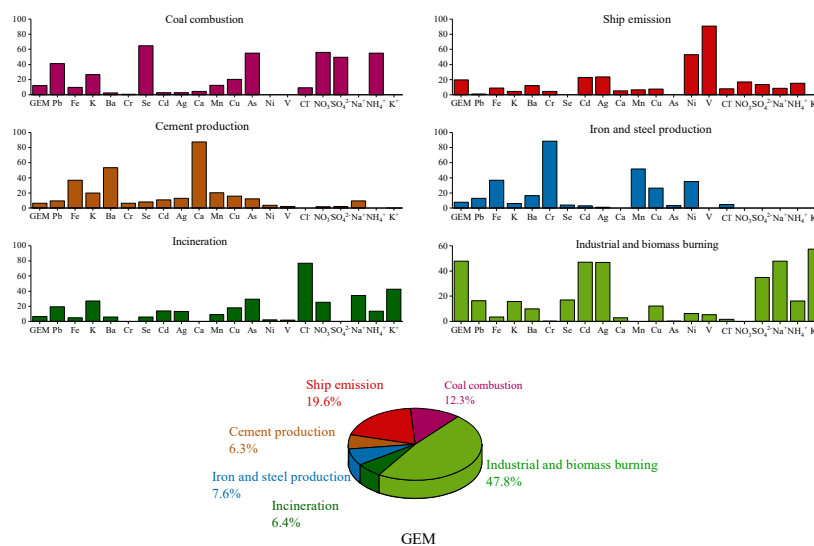 Coal combustion
100
80
60
40
20
0
GEM Pb Fe K Ba Cr Se Cd Ag Ca Mn Cu As Ni V Cl⁻ NO₃⁻ SO₄²⁻ Na⁺ NH₄⁺ K⁺
Ship emission
100
80
60
40
20
0
GEM Pb Fe K Ba Cr Se Cd Ag Ca Mn Cu As Ni V Cl⁻ NO₃⁻ SO₄²⁻ Na⁺ NH₄⁺ K
Cement production
100
80
60
40
20
0
GEM Pb Fe K Ba Cr Se Cd Ag Ca Mn Cu As Ni V Cl⁻ NO₃⁻ SO₄²⁻ Na⁺ NH₄⁺ K⁺
Iron and steel production
100
80
60
40
20
0
GEM Pb Fe K Ba Cr Se Cd Ag Ca Mn Cu As Ni V Cl⁻ NO₃⁻ SO₄²⁻ Na⁺ NH₄⁺ K
Incineration
100
80
60
40
20
0
GEM Pb Fe K Ba Cr Se Cd Ag Ca Mn Cu As Ni V Cl⁻ NO₃⁻ SO₄²⁻ Na⁺ NH₄⁺ K⁺
Industrial and biomass burning
60
40
20
0
GEM Pb Fe K Ba Cr Se Cd Ag Ca Mn Cu As Ni V Cl⁻ NO₃⁻ SO₄²⁻ Na⁺ NH₄⁺ K
Ship emission
19.6%
Coal combustion
12.3%
Cement production
6.3%
Industrial and biomass burning
47.8%
Iron and steel production
7.6%
Incineration
6.4%
GEM